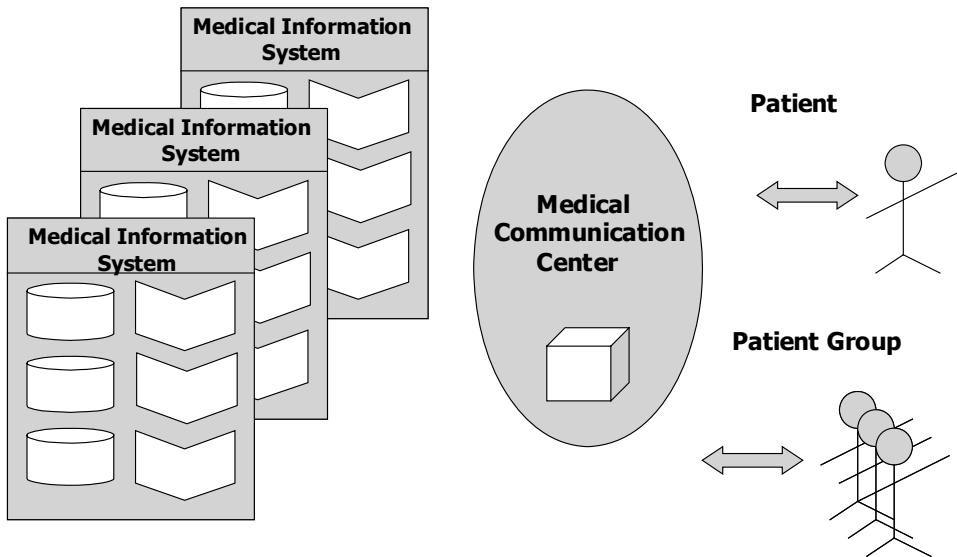 Medical Information
System
Medical Information
System
Medical Information
System
Medical
Communication
Center
Patient
Patient Group